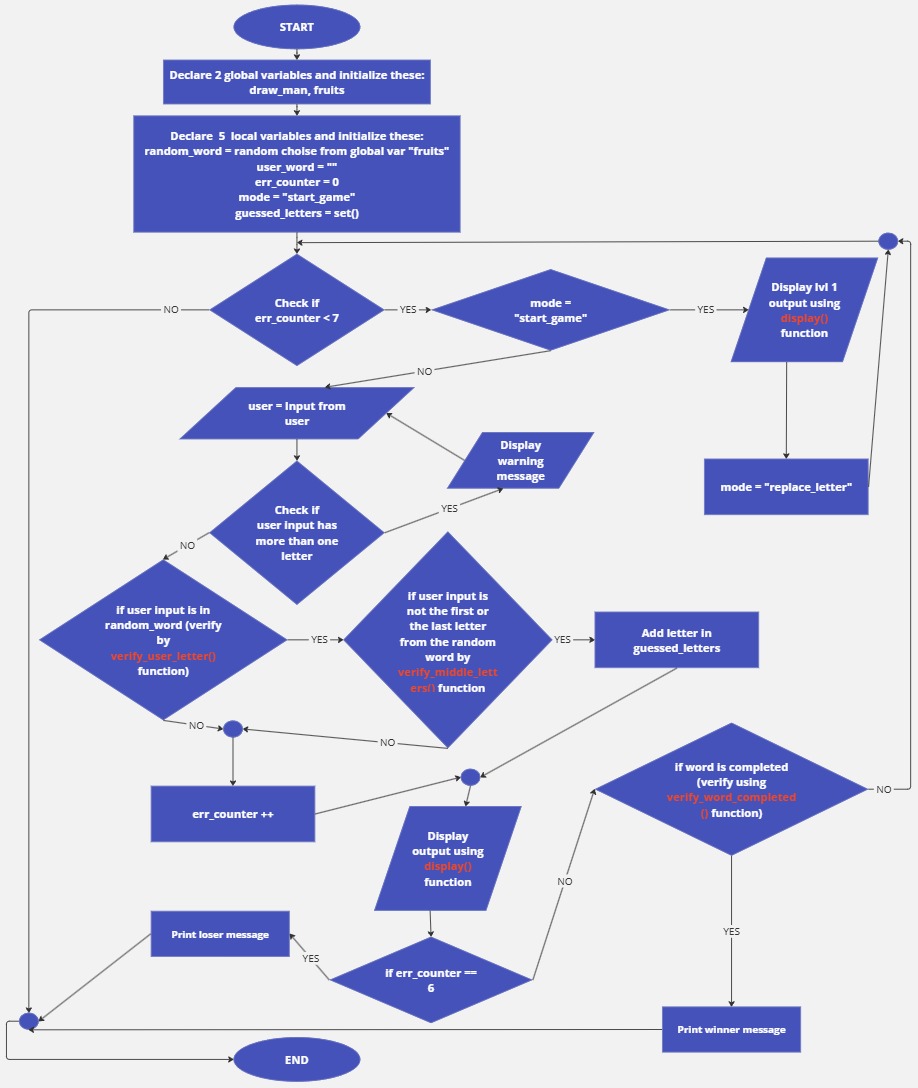 START
Declare 2 global variables and initialize these:
draw_man, fruits
Declare  5  local variables and initialize these:
random_word = random choise from global var "fruits"
user_word = ""
err_counter = 0
mode = "start_game"
guessed_letters = set()
Check if
err_counter < 7
NO
YES
mode =
"start_game"
YES
Display lvl 1
output using
display()
function
NO
user = Input from
user
Display
warning
message
mode = "replace_letter"
Check if
user input has
more than one
letter
YES
NO
if user input is in
random_word (verify
by
verify_user_letter()
function)
YES
if user input is
not the first or
the last letter
from the random
word by
verify_middle_lett
ers() function
YES
Add letter in
guessed_letters
NO
NO
err_counter ++
if word is completed
(verify using
verify_word_completed
() function)
NO
Display
output using
display()
function
NO
YES
Print loser message
YES
if err_counter ==
6
Print winner message
END